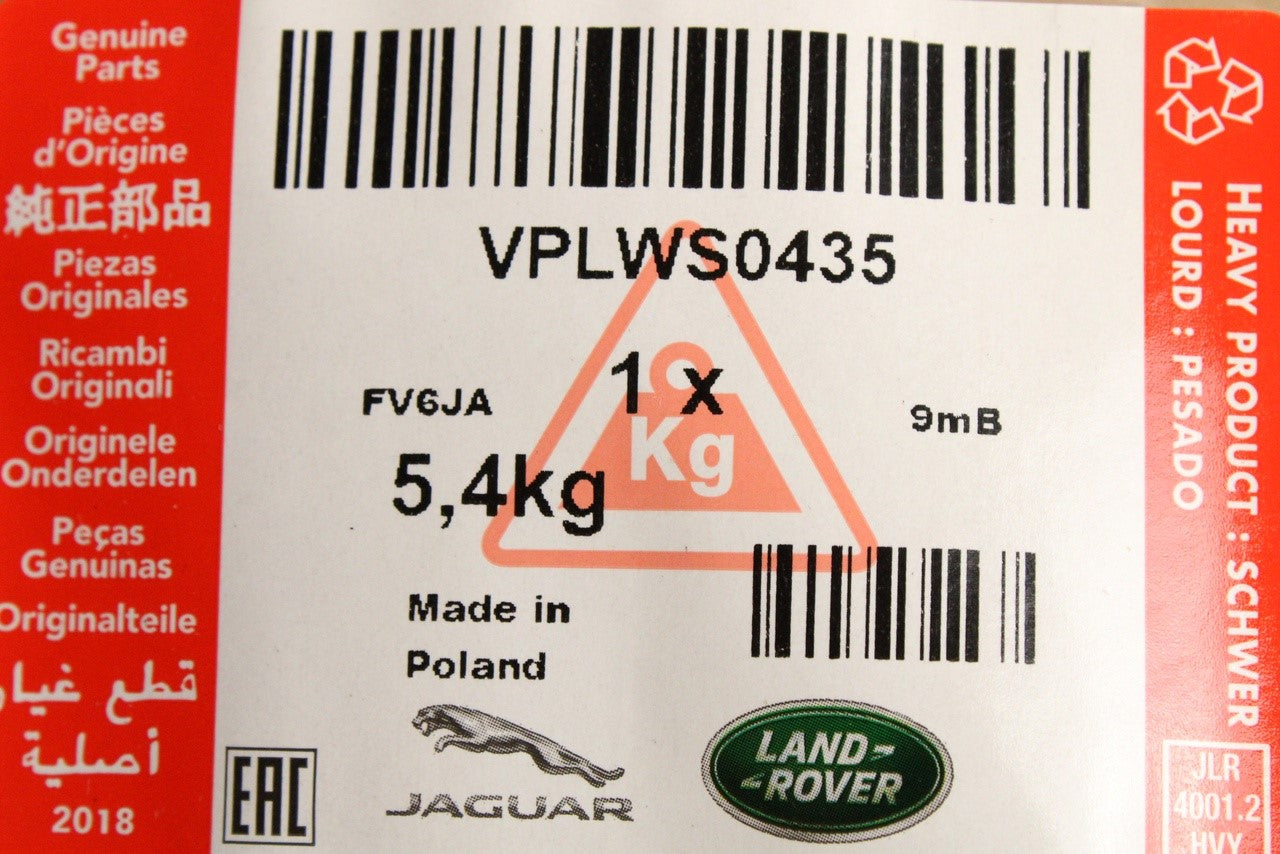 Genuine
Parts
Pièces
d'Origine
純正部品
Piezas
Originales
Ricambi
Originali
Originele
Onderdelen
Peças
Genuinas
Originalteile
قطع غيار
أصلية
2018
VPLWS0435
FV6JA
1 x
9mB
Kg
5,4kg
Made in
Poland
EAC
JAGUAR
LAND-
-ROVER
HEAVY PRODUCT : SCHWER
LOURD : PESADO
JLR
4001.2
HVY